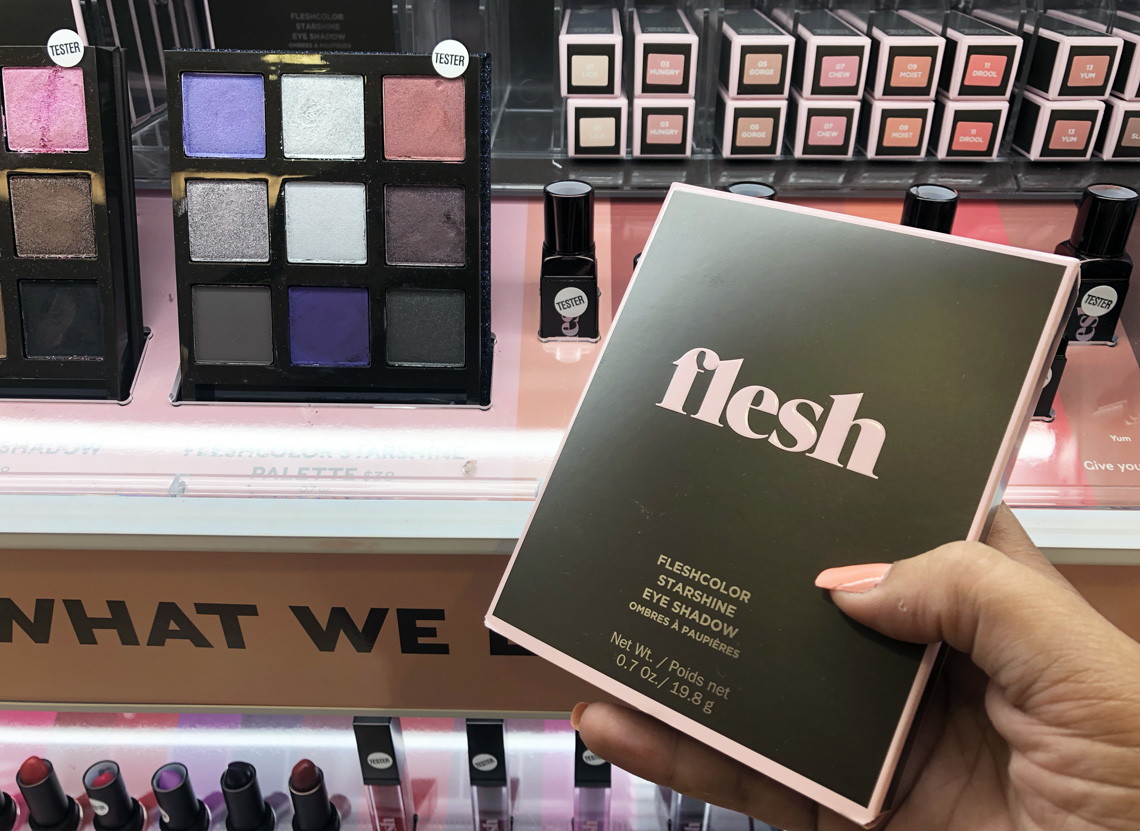 FLESHCOLOR
STARSHINE
EYE SHADOW
OMBRES À PAUPIÈRES
TESTER
TESTER
03
HUNGRY
05
GORGE
07
CHEW
09
MOIST
11
DROOL
13
YUM
03
HUNGRY
05
GORGE
07
CHEW
09
MOIST
11
DROOL
13
YUM
TESTER
TESTER
flesh
FLESHCOLOR
STARSHINE
EYE SHADOW
OMBRES À PAUPIÈRES
Net Wt. / Poids net
0.7 Oz./ 19.8 g
SHADOW
FLESHCOLOR STARSHINE
PALETTE $38
Yum
Give you
WHAT WE
TESTER
TESTER
TESTER